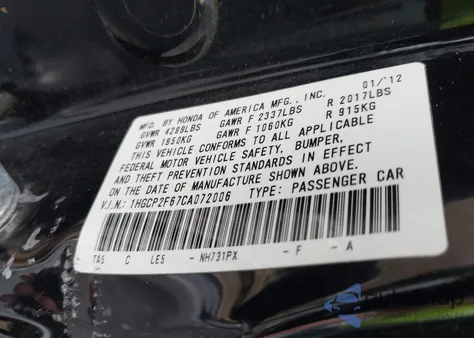 MFD. BY HONDA OF AMERICA MFG., INC. 01/'12
GVWR 4299LBS GAWR F 2337LBS R 2017LBS
GVWR 1950KG GAWR F 1060KG R 915KG
THIS VEHICLE CONFORMS TO ALL APPLICABLE
FEDERAL MOTOR VEHICLE SAFETY, BUMPER,
AND THEFT PREVENTION STANDARDS IN EFFECT
ON THE DATE OF MANUFACTURE SHOWN ABOVE.
V.I.N.: 1HGCP2F67CA072006 TYPE: PASSENGER CAR
TA5 C LE5 - NH731PX - F - A